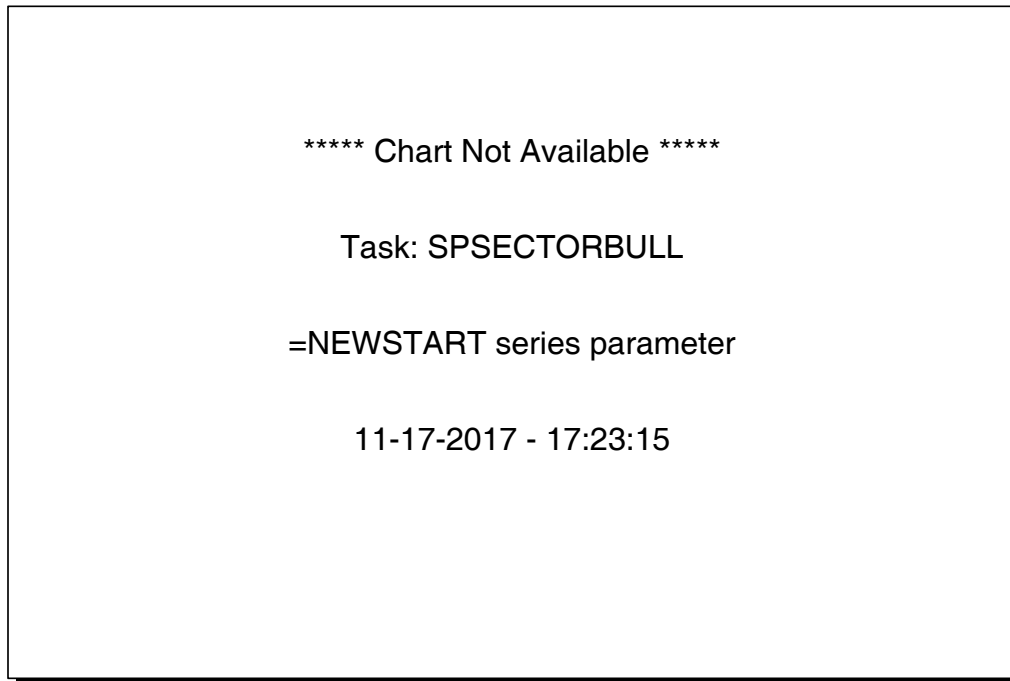 ***** Chart Not Available *****
Task: SPSECTORBULL
=NEWSTART series parameter
11-17-2017 - 17:23:15